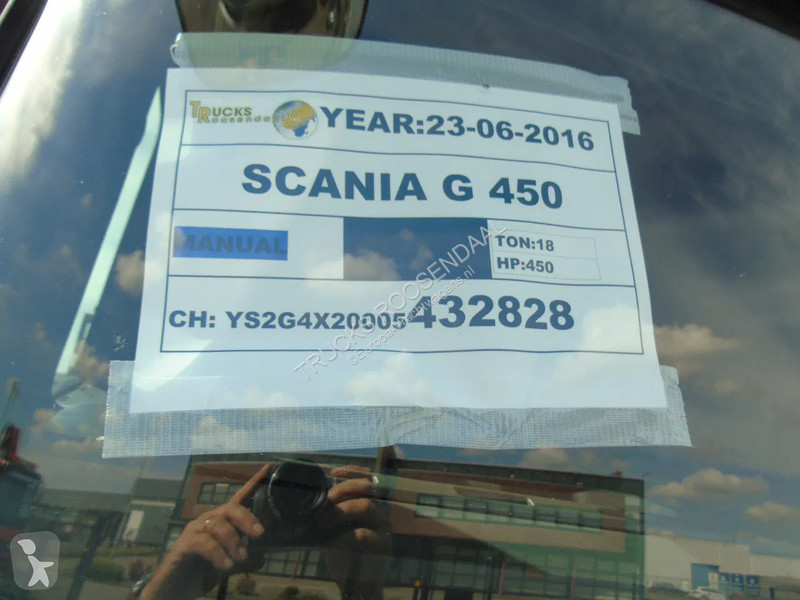 TRUCKS
Roosendaal
YEAR:23-06-2016
SCANIA G 450
MANUAL
TON:18
HP:450
CH: YS2G4X20005432828
TRUCKS ROOSENDAAL